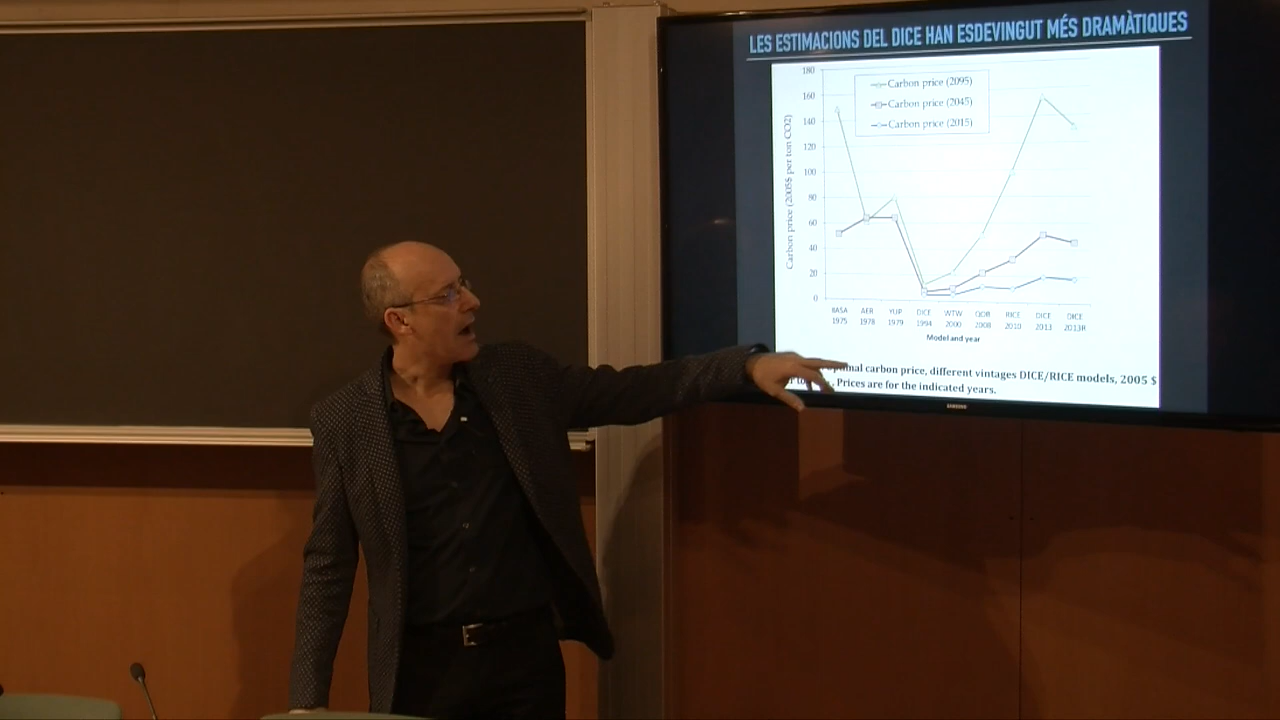 LES ESTIMACIONS DEL DICE HAN ESDEVINGUT MÉS DRAMÀTIQUES
180
160
140
120
100
80
60
40
20
0
Carbon price (2005$ per ton CO2)
Carbon price (2095)
Carbon price (2045)
Carbon price (2015)
IIASA 1975
AER 1978
YUP 1979
DICE 1994
WTW 2000
QOB 2008
RICE 2010
DICE 2013
DICE 2013R
Model and year
carbon price, different vintages DICE/RICE models, 2005 $
. Prices are for the indicated years.
SAMSUNG